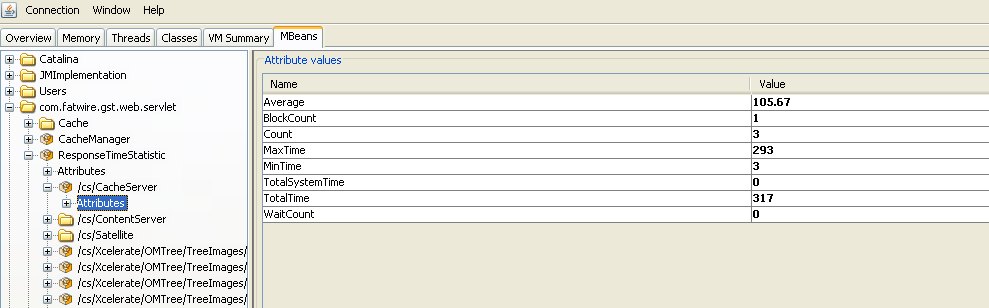 Connection Window Help
Overview Memory Threads Classes VM Summary MBeans
Catalina
JMImplementation
Users
com.fatwire.gst.web.servlet
Cache
CacheManager
ResponseTimeStatistic
Attributes
/cs/CacheServer
Attributes
/cs/ContentServer
/cs/Satellite
/cs/Xcelerate/OMTree/TreeImages/
/cs/Xcelerate/OMTree/TreeImages/
/cs/Xcelerate/OMTree/TreeImages/
/cs/Xcelerate/OMTree/TreeImages/
Attribute values
Name Value
Average 105.67
BlockCount 1
Count 3
MaxTime 293
MinTime 3
TotalSystemTime 0
TotalTime 317
WaitCount 0